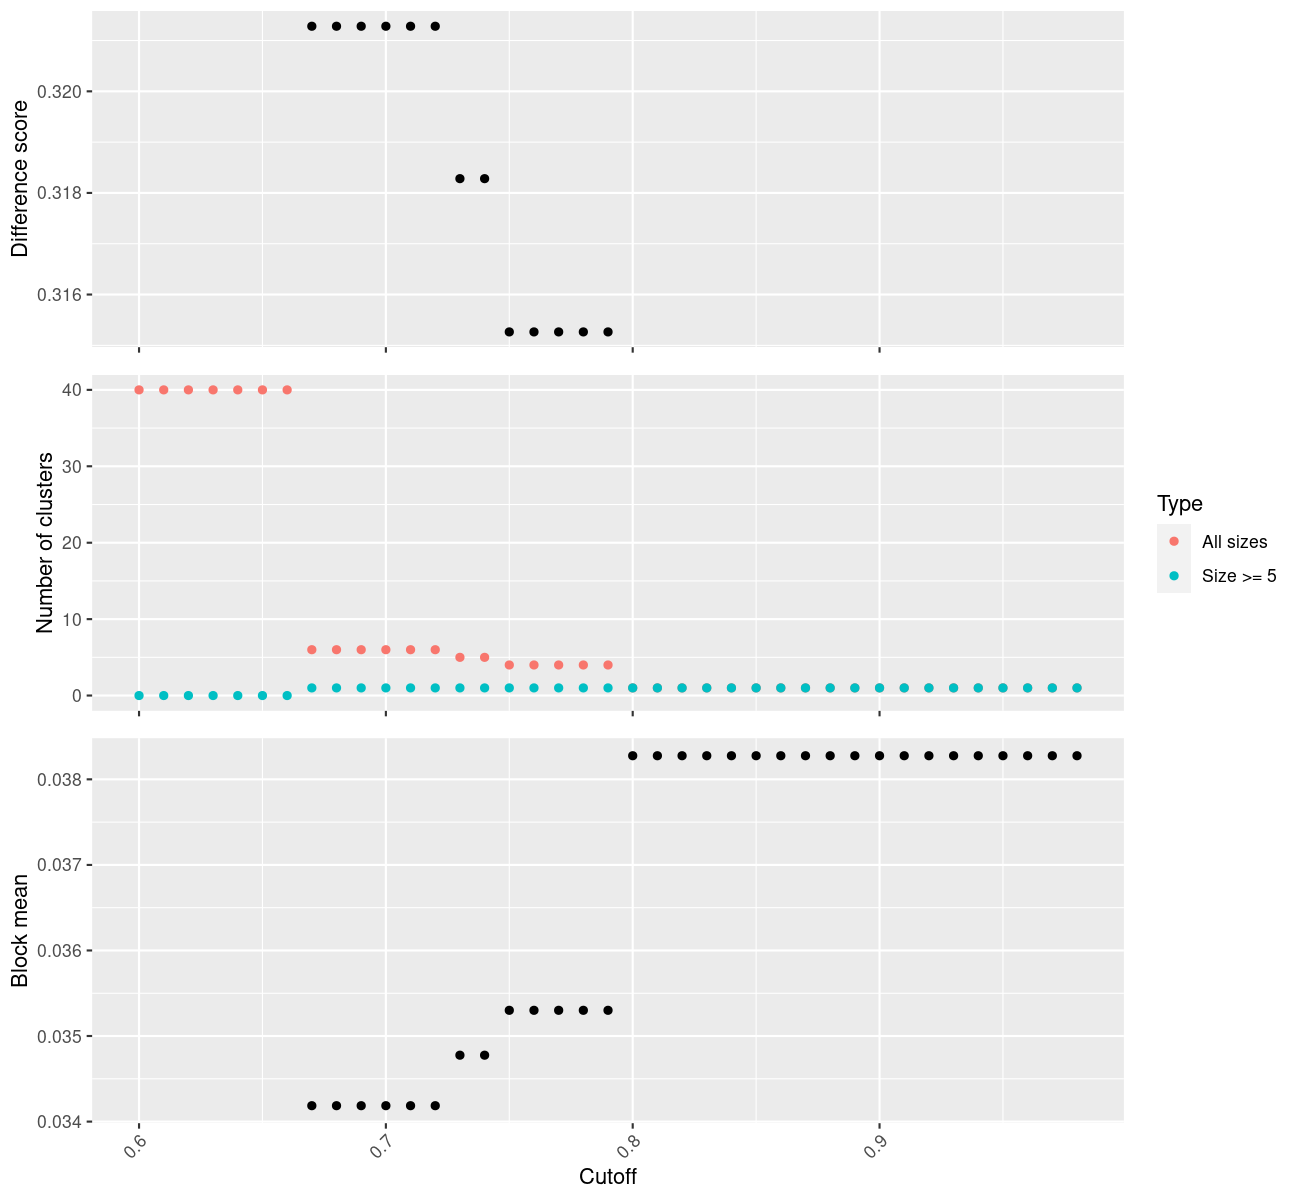 Difference score
0.320
0.318
0.316
Number of clusters
40
30
20
10
0
Type
All sizes
Size >= 5
Block mean
0.038
0.037
0.036
0.035
0.034
0.6
0.7
0.8
0.9
Cutoff